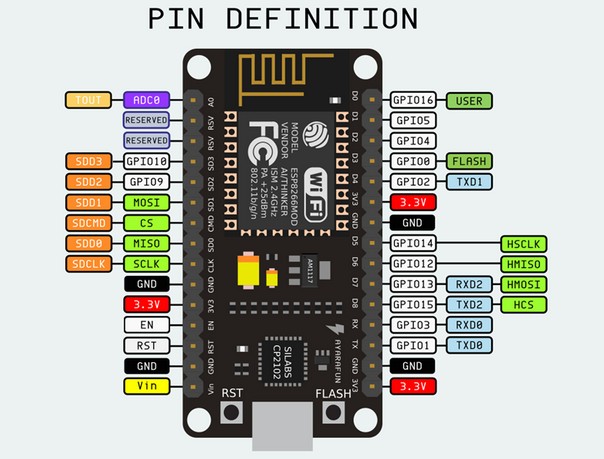 PIN DEFINITION
TOUT ADC0 A0 D0 GPIO16 USER
RESERVED RSV D1 GPIO5
RESERVED RSV D2 GPIO4
SDD3 GPIO10 SD3 D3 GPIO0 FLASH
SDD2 GPIO9 SD2 D4 GPIO2 TXD1
SDD1 MOSI SD1 3V3 3.3V
SDCMD CS CMD GND GND
SDD0 MISO SD0 D5 GPIO14 HSCLK
SDCLK SCLK CLK D6 GPIO12 HMISO
GND GND D7 GPIO13 RXD2 HMOSI
3.3V 3V3 D8 GPIO15 TXD2 HCS
EN EN RX GPIO3 RXD0
RST RST TX GPIO1 TXD0
GND GND GND GND
Vin Vin 3V3 3.3V
MODEL ESP8266MOD
VENDOR AI/THINKER
ISM 2.4GHz
PA +25dBm
802.11b/g/n
FC
Wi Fi
AM1117
SILABS
CP2102
AYARAFUN
RST FLASH